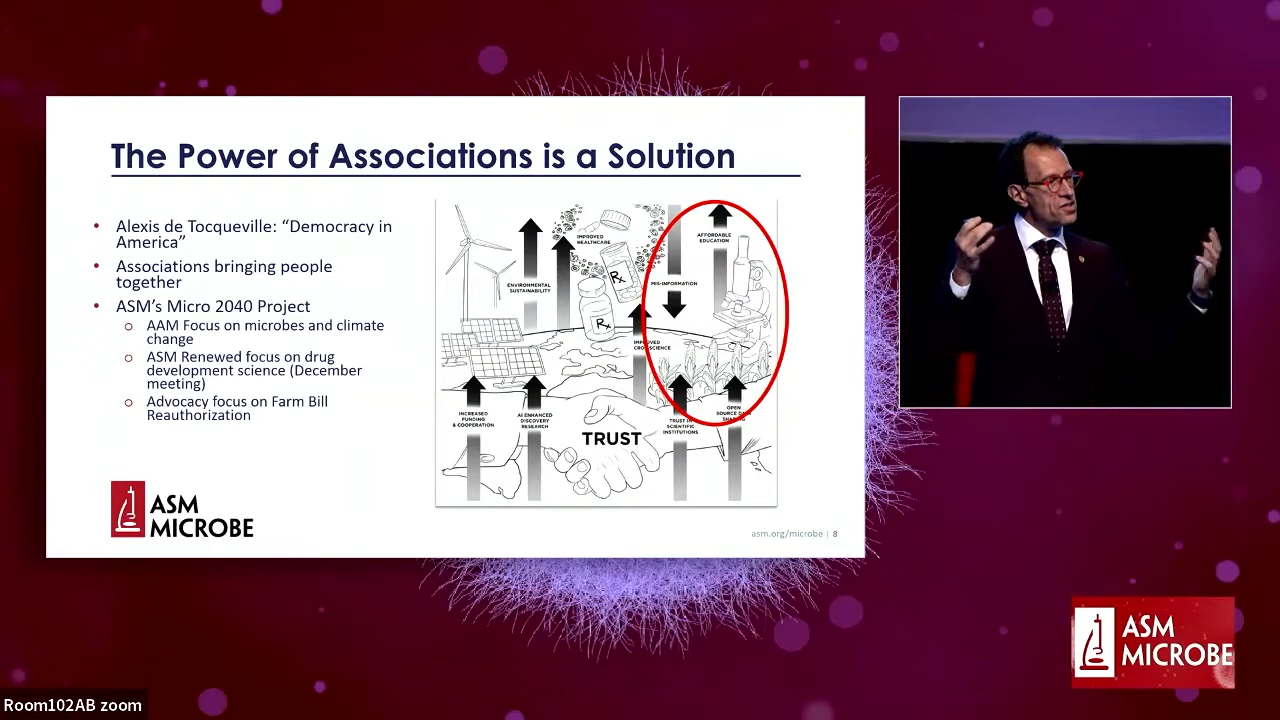 The Power of Associations is a Solution
• Alexis de Tocqueville: “Democracy in
America”
• Associations bringing people
together
• ASM’s Micro 2040 Project
○ AAM Focus on microbes and climate
change
○ ASM Renewed focus on drug
development science (December
meeting)
○ Advocacy focus on Farm Bill
Reauthorization
IMPROVED
HEALTHCARE
AFFORDABLE
EDUCATION
ENVIRONMENTAL
SUSTAINABILITY
MIS-INFORMATION
Rx
Rx
IMPROVED
SCIENCE
INCREASED
FUNDING
& COOPERATION
AI ENHANCED
DISCOVERY
RESEARCH
TRUST
TRUST IN
SCIENTIFIC
INSTITUTIONS
OPEN
SOURCE
ASM
MICROBE
asm.org/microbe | 8
ASM
MICROBE
Room102AB zoom